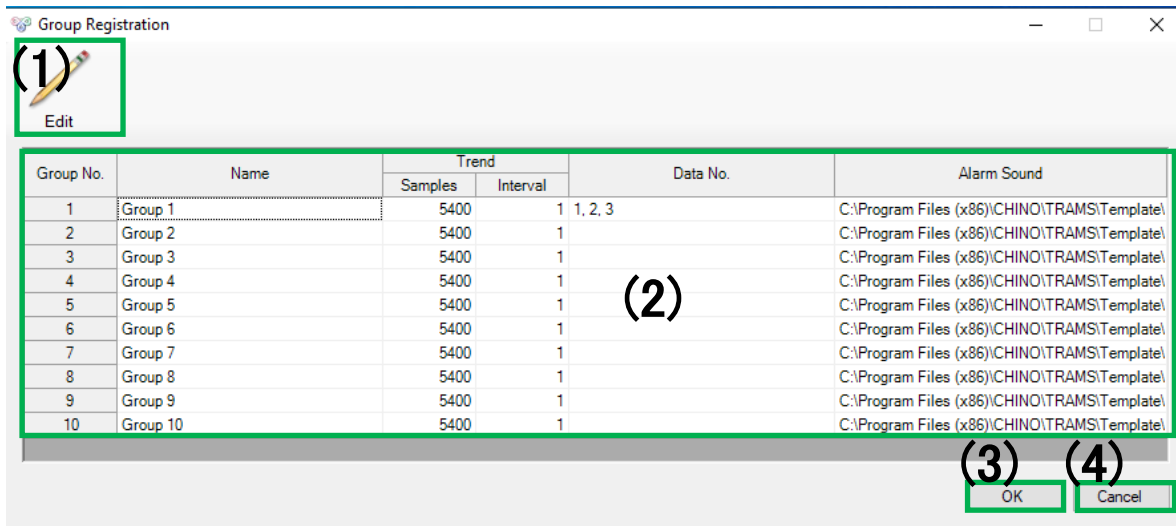 Group Registration
(1)
Edit
Group No. Name Trend Data No. Alarm Sound
Samples Interval
1 Group 1 5400 1 1, 2, 3 C:\Program Files (x86)\CHINO\TRAMS\Template\
2 Group 2 5400 1 C:\Program Files (x86)\CHINO\TRAMS\Template\
3 Group 3 5400 1 C:\Program Files (x86)\CHINO\TRAMS\Template\
4 Group 4 5400 1 C:\Program Files (x86)\CHINO\TRAMS\Template\
5 Group 5 5400 1 (2) C:\Program Files (x86)\CHINO\TRAMS\Template\
6 Group 6 5400 1 C:\Program Files (x86)\CHINO\TRAMS\Template\
7 Group 7 5400 1 C:\Program Files (x86)\CHINO\TRAMS\Template\
8 Group 8 5400 1 C:\Program Files (x86)\CHINO\TRAMS\Template\
9 Group 9 5400 1 C:\Program Files (x86)\CHINO\TRAMS\Template\
10 Group 10 5400 1 C:\Program Files (x86)\CHINO\TRAMS\Template\
(3) (4)
OK Cancel